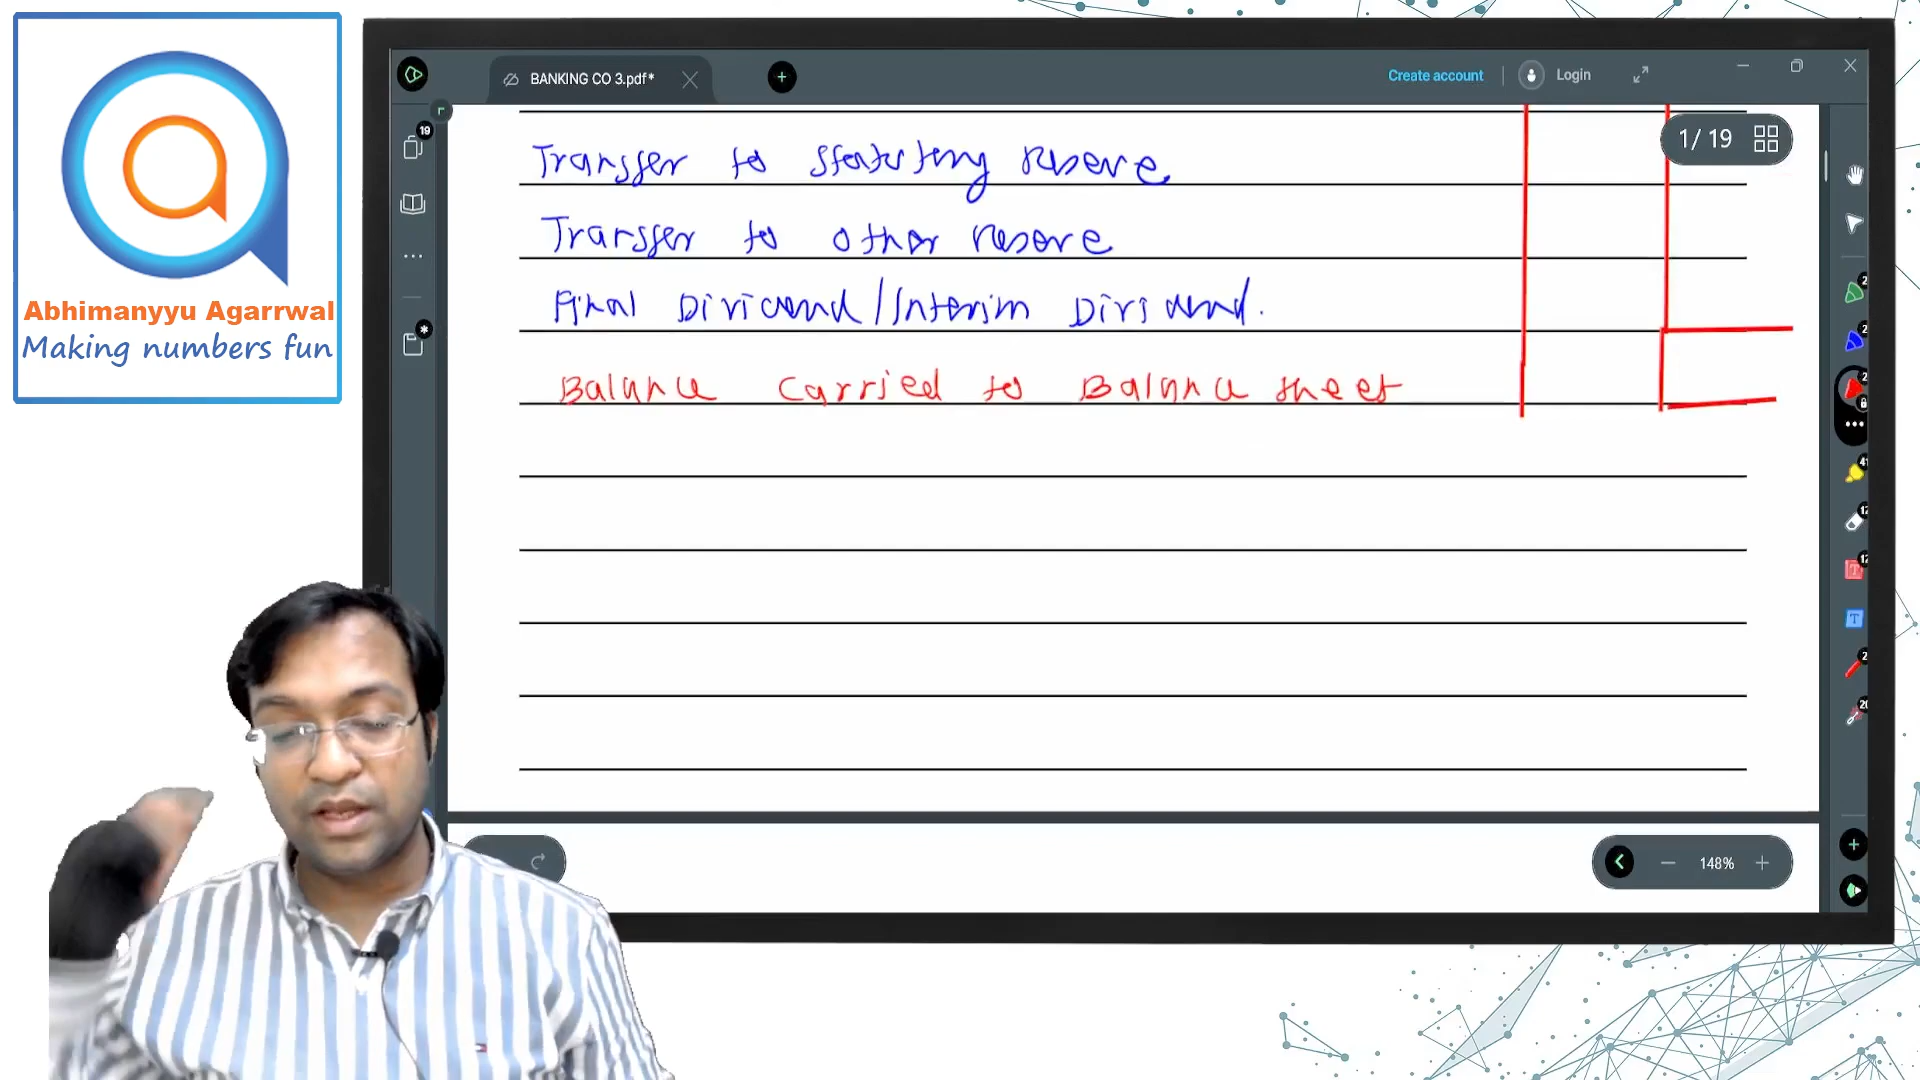 BANKING CO 3.pdf*
Create account
Login
19
1/ 19
Transfer to Statutory reserve
Transfer to other reserve
Final Dividend/Interim Dividend.
Balance Carried to Balance sheet
Abhimanyyu Agarrwal
Making numbers fun
148%